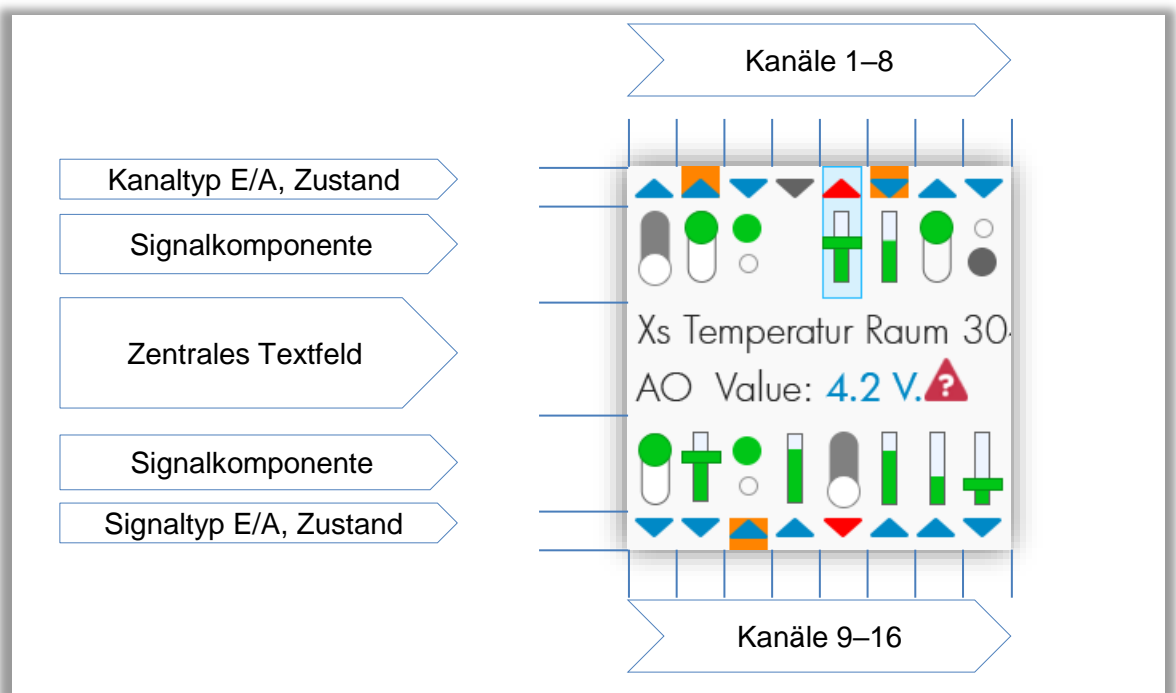 Kanäle 1–8
Kanaltyp E/A, Zustand
Signalkomponente
Zentrales Textfeld
Xs Temperatur Raum 30
AO Value: 4.2 V.
?
Signalkomponente
Signaltyp E/A, Zustand
Kanäle 9–16